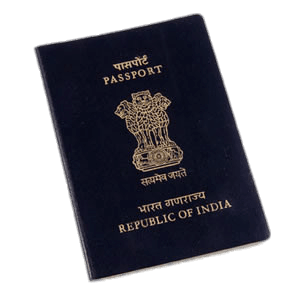 पासपोर्ट
PASSPORT
सत्यमेव जयते
भारत गणराज्य
REPUBLIC OF INDIA